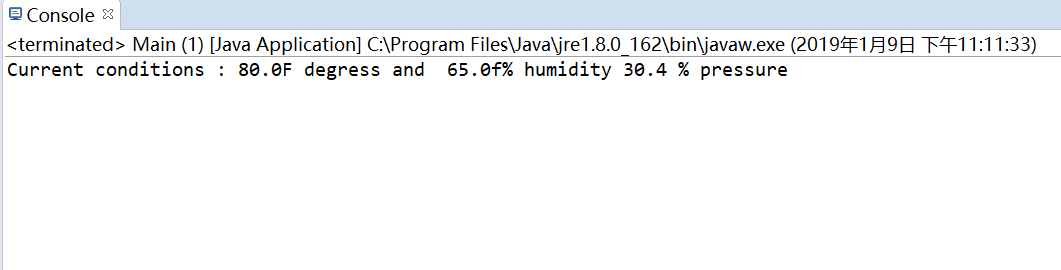 Console
<terminated> Main (1) [Java Application] C:\Program Files\Java\jre1.8.0_162\bin\javaw.exe (2019年1月9日 下午11:11:33)
Current conditions : 80.0F degress and  65.0f% humidity 30.4 % pressure